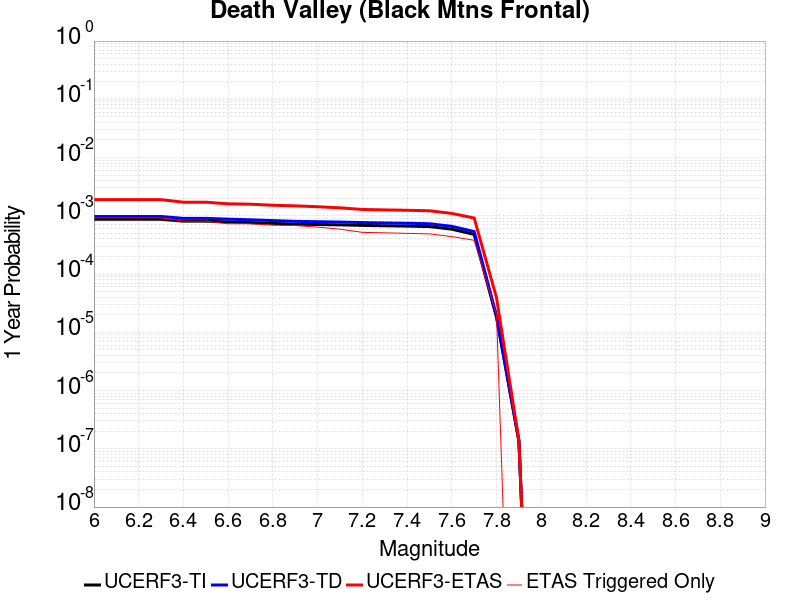 Death Valley (Black Mtns Frontal)
10^0
10^-1
10^-2
10^-3
10^-4
10^-5
10^-6
10^-7
10^-8
1 Year Probability
6 6.2 6.4 6.6 6.8 7 7.2 7.4 7.6 7.8 8 8.2 8.4 8.6 8.8 9
Magnitude
UCERF3-TI UCERF3-TD UCERF3-ETAS ETAS Triggered Only